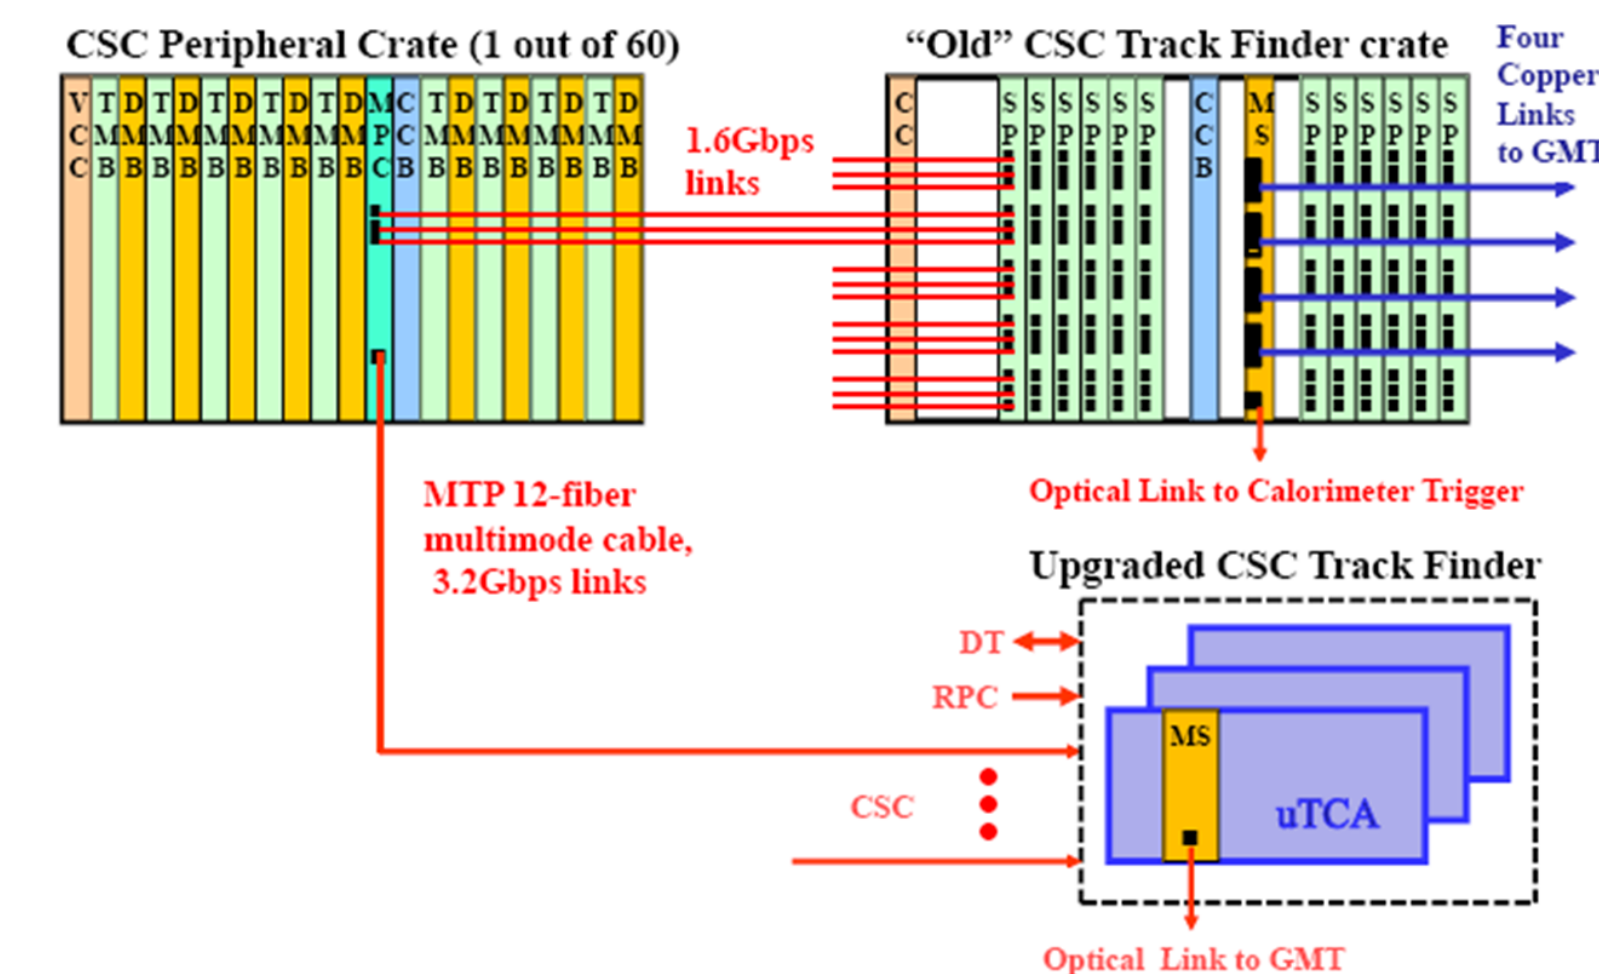 CSC Peripheral Crate (1 out of 60)
“Old” CSC Track Finder crate
Four
Copper
Links
to GMT
V T D T D T D T D T D M C T D T D T D T D
C M M M M M M M M M M P C M M M M M M M M
C B B B B B B B B B B C B B B B B B B B B
C S S S S S S C M S S S S S S
C P P P P P P C S P P P P P P
B
1.6Gbps
links
MTP 12-fiber
multimode cable,
3.2Gbps links
Optical Link to Calorimeter Trigger
Upgraded CSC Track Finder
DT
RPC
MS
CSC
uTCA
Optical Link to GMT